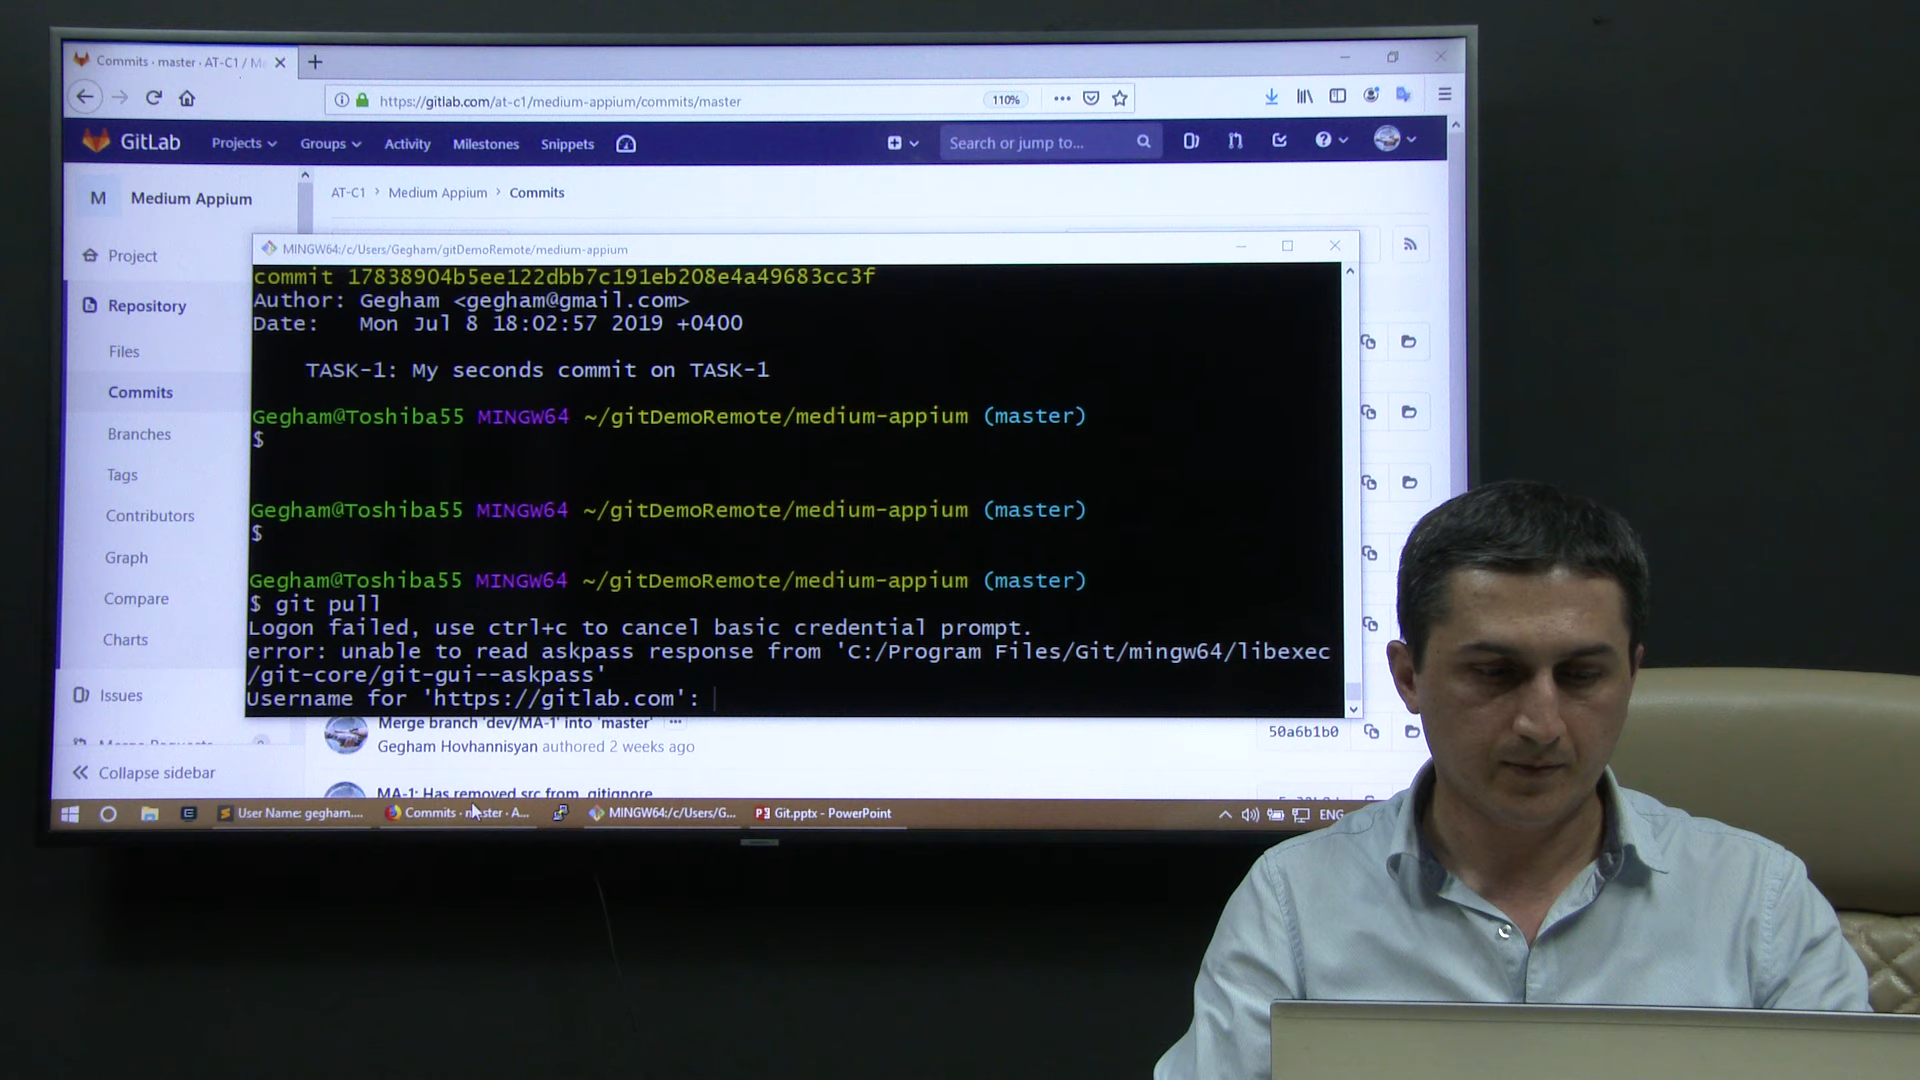 Commits · master · AT-C1 / M
https://gitlab.com/at-c1/medium-appium/commits/master
110%
GitLab
Projects
Groups
Activity
Milestones
Snippets
Search or jump to...
M
Medium Appium
AT-C1 > Medium Appium > Commits
Project
Repository
Files
Commits
Branches
Tags
Contributors
Graph
Compare
Charts
Issues
Collapse sidebar
MINGW64:/c/Users/Gegham/gitDemoRemote/medium-appium
commit 17838904b5ee122dbb7c191eb208e4a49683cc3f
Author: Gegham <gegham@gmail.com>
Date:   Mon Jul 8 18:02:57 2019 +0400
TASK-1: My seconds commit on TASK-1
Gegham@Toshiba55 MINGW64 ~/gitDemoRemote/medium-appium (master)
$
Gegham@Toshiba55 MINGW64 ~/gitDemoRemote/medium-appium (master)
$
Gegham@Toshiba55 MINGW64 ~/gitDemoRemote/medium-appium (master)
$ git pull
Logon failed, use ctrl+c to cancel basic credential prompt.
error: unable to read askpass response from 'C:/Program Files/Git/mingw64/libexec
/git-core/git-gui--askpass'
Username for 'https://gitlab.com':
Merge branch 'dev/MA-1' into 'master' ...
Gegham Hovhannisyan authored 2 weeks ago
50a6b1b0
MA-1: Has removed src from .gitignore
User Name: gegham....
Commits · master · A...
MINGW64:/c/Users/G...
Git.pptx - PowerPoint
ENG